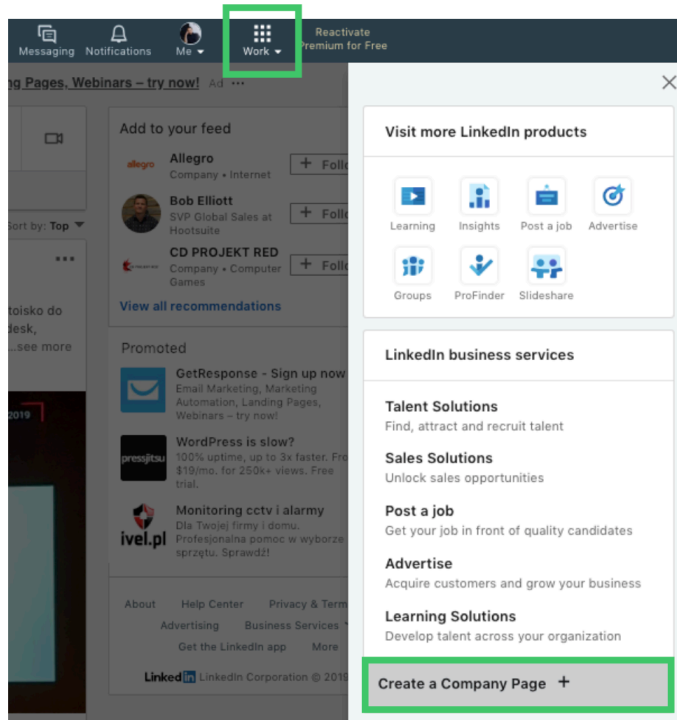 Messaging Notifications Me Work Reactivate Premium for Free
ng Pages, Webinars – try now! Ad ...
Sort by: Top
toisko do
desk,
...see more
2019
Add to your feed
allegro
Allegro
Company • Internet
+ Follo
Bob Elliott
SVP Global Sales at
Hootsuite
+ Follo
CD PROJEKT RED
Company • Computer
Games
+ Follo
View all recommendations
Promoted
GetResponse - Sign up now
Email Marketing, Marketing
Automation, Landing Pages,
Webinars – try now!
pressjitsu
WordPress is slow?
100% uptime, up to 3x faster. Fro
$19/mo. for 250k+ views. Free
trial.
ivel.pl
Monitoring cctv i alarmy
Dla Twojej firmy i domu.
Profesjonalna pomoc w wyborze
sprzętu. Sprawdź!
About Help Center Privacy & Term
Advertising Business Services
Get the LinkedIn app More
Linkedin LinkedIn Corporation © 2019
Visit more LinkedIn products
Learning Insights Post a job Advertise
Groups ProFinder Slideshare
LinkedIn business services
Talent Solutions
Find, attract and recruit talent
Sales Solutions
Unlock sales opportunities
Post a job
Get your job in front of quality candidates
Advertise
Acquire customers and grow your business
Learning Solutions
Develop talent across your organization
Create a Company Page +